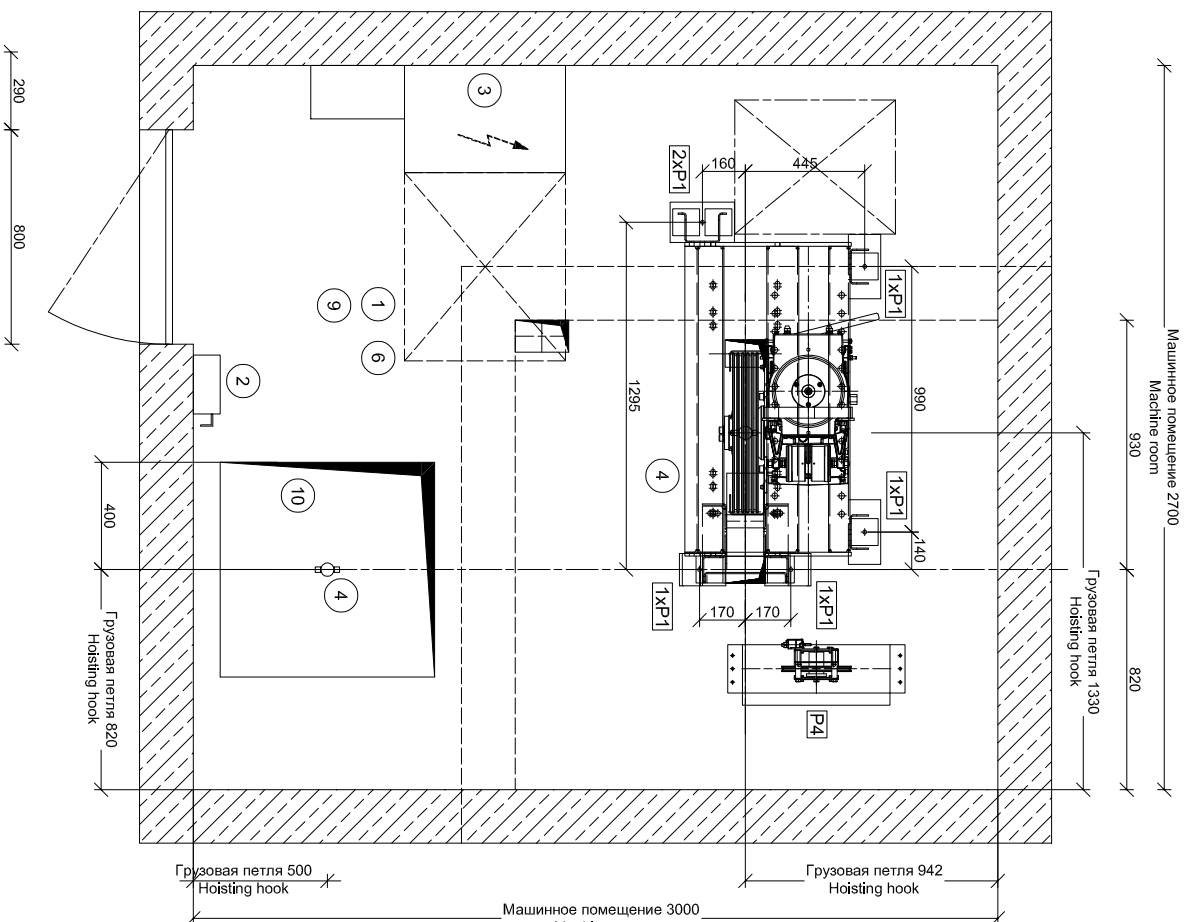 290
800
3
2xP1
160
445
1xP1
1
9
6
2
1295
990
4
10
400
4
1xP1
140
1xP1
170
170
1xP1
P4
Машинное помещение 2700
Machine room
930
820
Грузовая петля 1330
Hoisting hook
Грузовая петля 820
Hoisting hook
Грузовая петля 500
Hoisting hook
Грузовая петля 942
Hoisting hook
Машинное помещение 3000